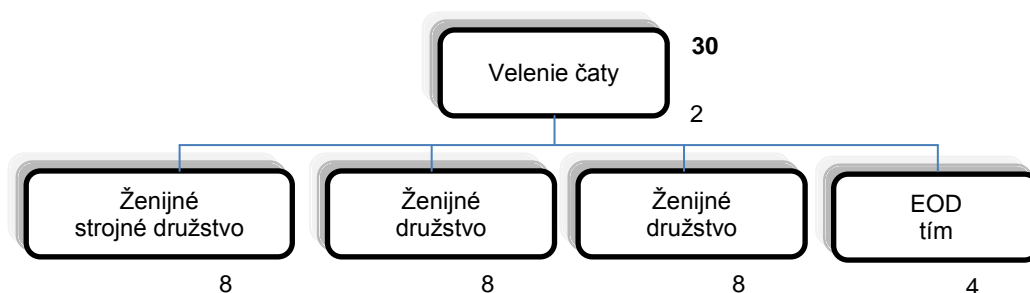 30
Velenie čaty
2
Ženijné
strojné družstvo
Ženijné
družstvo
Ženijné
družstvo
EOD
tím
8
8
8
4